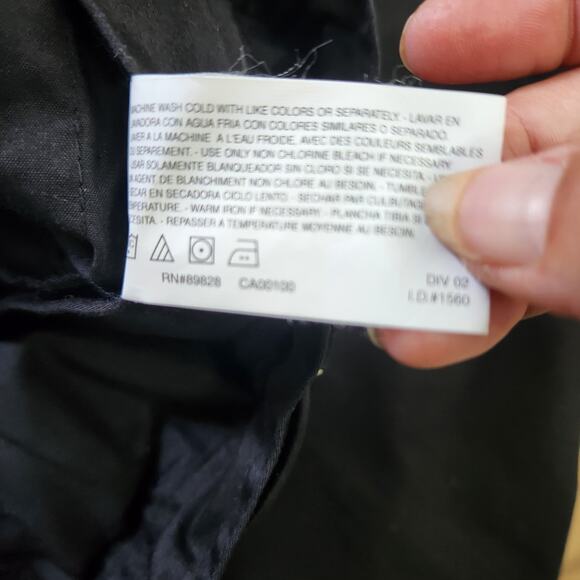 MACHINE WASH COLD WITH LIKE COLORS OR SEPARATELY - LAVAR EN
LAVADORA CON AGUA FRIA CON COLORES SIMILARES O SEPARADO.
LAVER A LA MACHINE A L'EAU FROIDE, AVEC DES COULEURS SEMBLABLES
OU SEPAREMENT. - USE ONLY NON CHLORINE BLEACH IF NECESSARY.
USAR SOLAMENTE BLANQUEADOR SIN CLORO SI SE NECESITA. -
AGENT DE BLANCHIMENT NON CHLORE AU BESOIN. - TUMBLE
SECAR EN SECADORA CICLO LENTO. - SECHAR PAR CULBUTAGE
TEMPERATURE. - WARM IRON IF NECESSARY. - PLANCHA TIBIA SI
NECESITA. - REPASSER A TEMPERATURE MOYENNE AU BESOIN.
RN#89828 CA00100 DIV 02
I.D.#1560